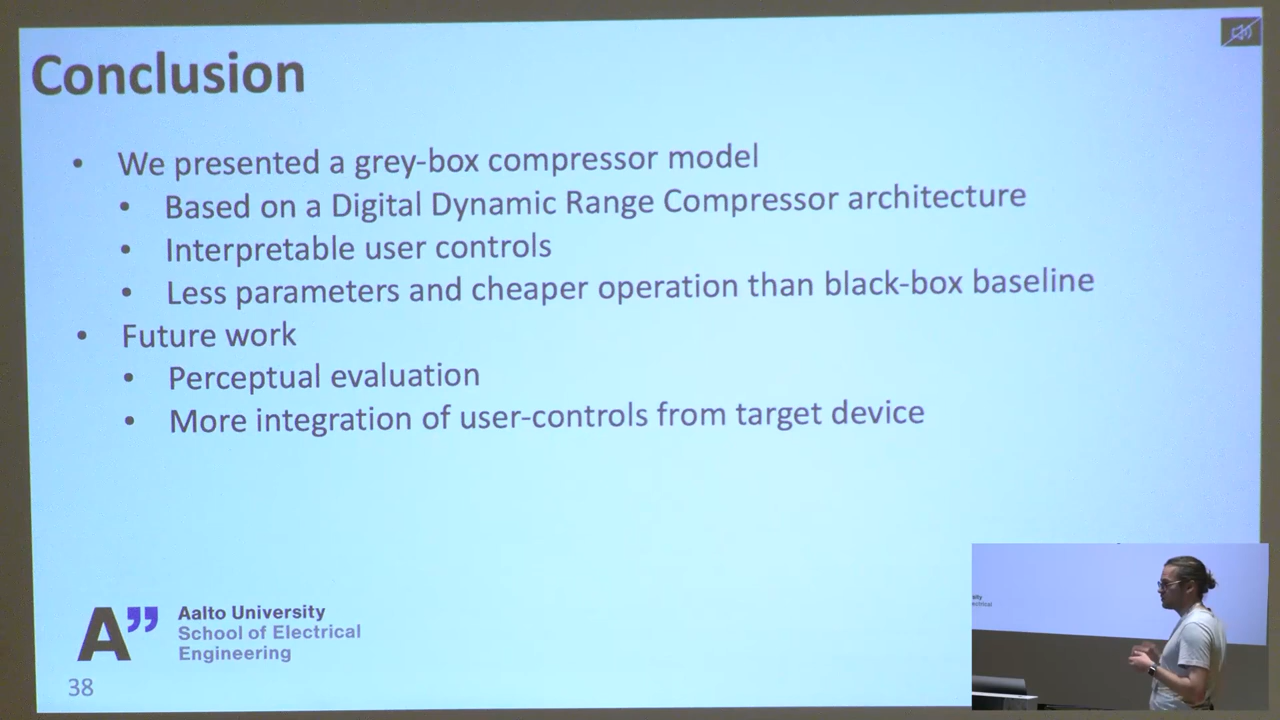 Conclusion
• We presented a grey-box compressor model
• Based on a Digital Dynamic Range Compressor architecture
• Interpretable user controls
• Less parameters and cheaper operation than black-box baseline
• Future work
• Perceptual evaluation
• More integration of user-controls from target device
A”
Aalto University
School of Electrical
Engineering
38